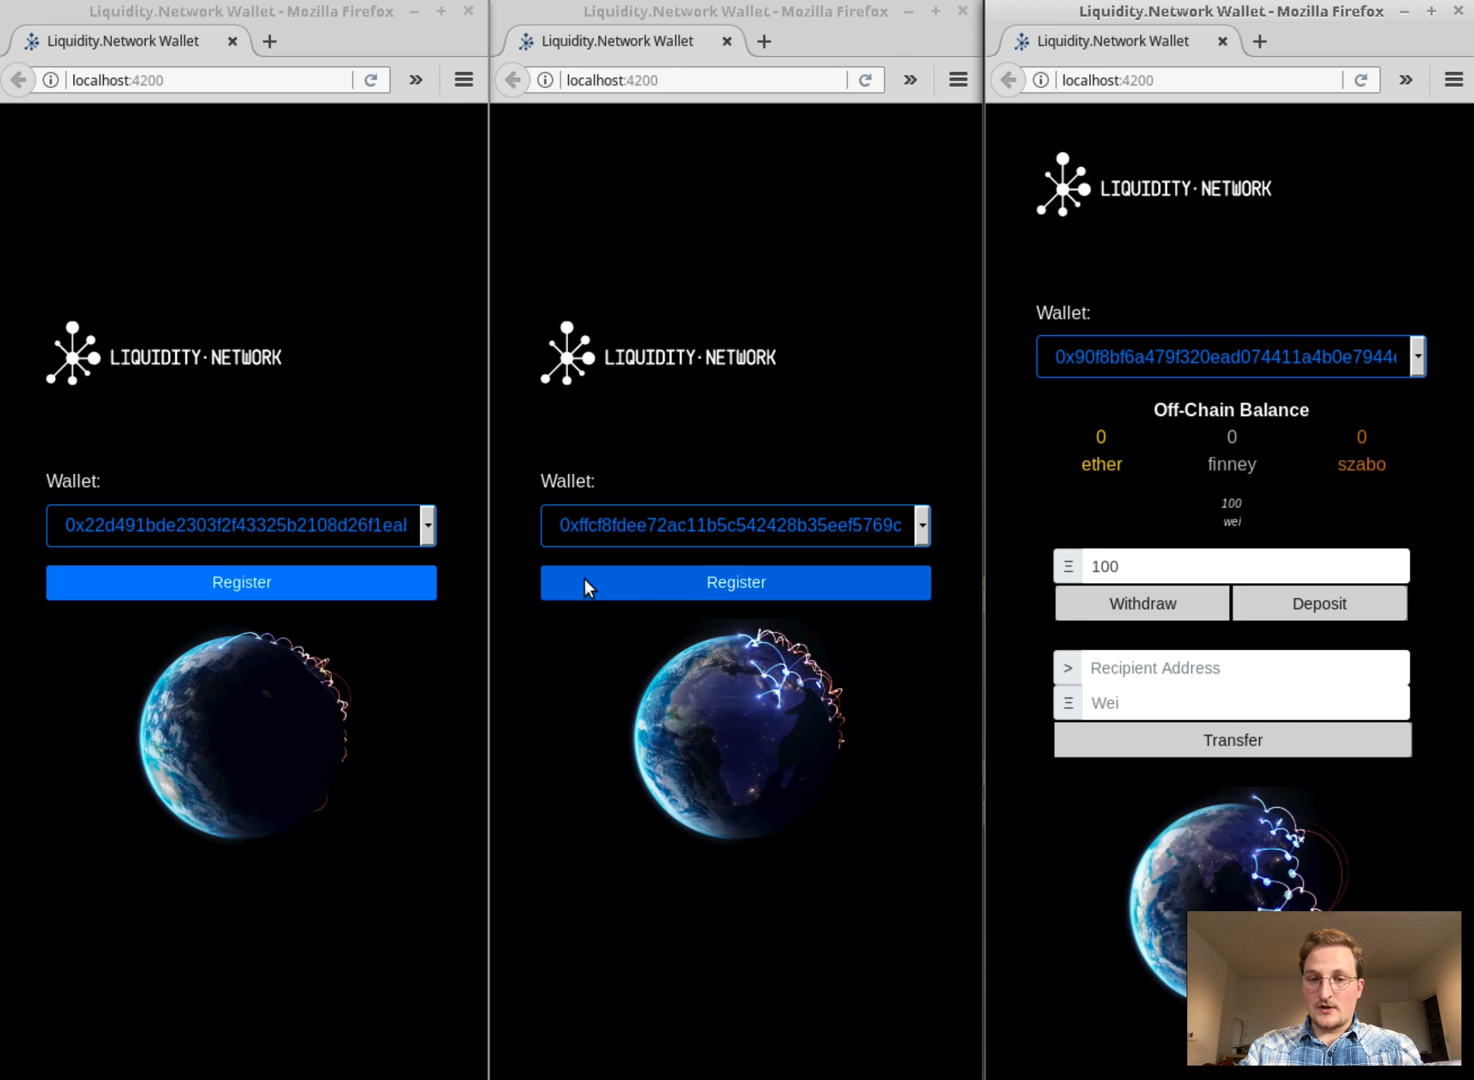 Liquidity.Network Wallet - Mozilla Firefox
Liquidity.Network Wallet
localhost:4200
LIQUIDITY·NETWORK
Wallet:
0x22d491bde2303f2f43325b2108d26f1eal
Register
Liquidity.Network Wallet - Mozilla Firefox
Liquidity.Network Wallet
localhost:4200
LIQUIDITY·NETWORK
Wallet:
0xffcf8fdee72ac11b5c542428b35eef5769c
Register
Liquidity.Network Wallet - Mozilla Firefox
Liquidity.Network Wallet
localhost:4200
LIQUIDITY·NETWORK
Wallet:
0x90f8bf6a479f320ead074411a4b0e7944e
Off-Chain Balance
0 0 0
ether finney szabo
100
wei
Ξ 100
Withdraw Deposit
> Recipient Address
Ξ Wei
Transfer